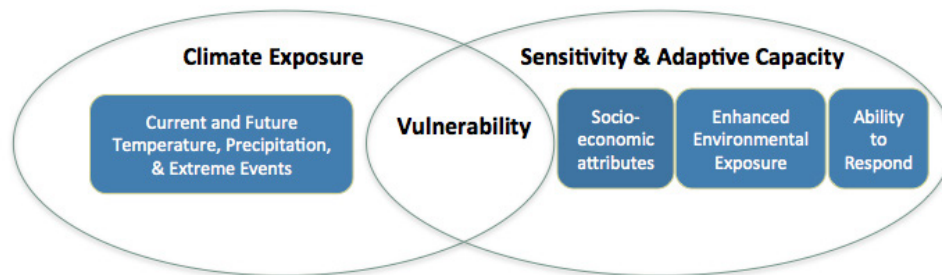 Climate Exposure
Current and Future
Temperature, Precipitation,
& Extreme Events
Vulnerability
Sensitivity & Adaptive Capacity
Socio-
economic
attributes
Enhanced
Environmental
Exposure
Ability
to
Respond